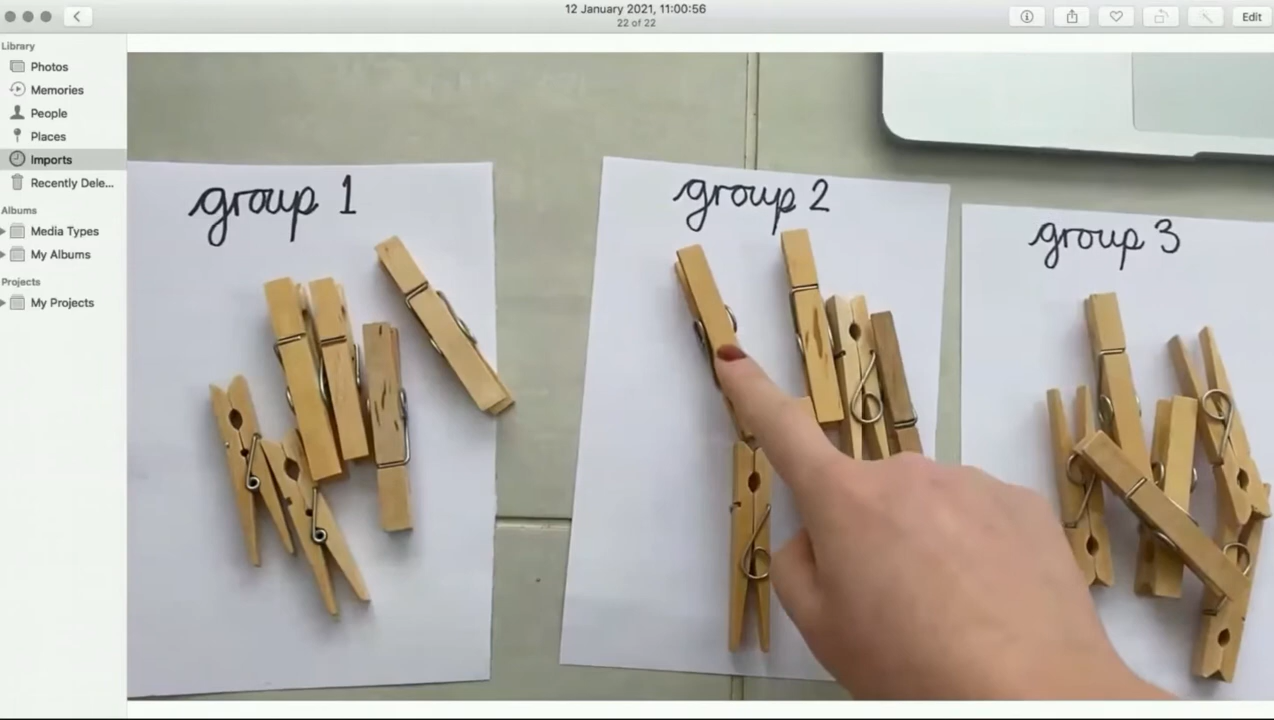 12 January 2021, 11:00:56
22 of 22
Edit
Library
Photos
Memories
People
Places
Imports
Recently Dele...
Albums
Media Types
My Albums
Projects
My Projects
group 1
group 2
group 3